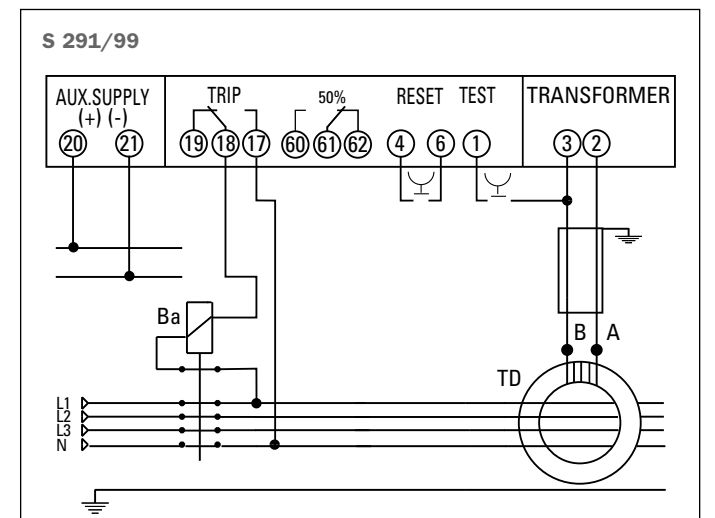 S 291/99
AUX.SUPPLY TRIP 50% RESET TEST TRANSFORMER
(+) (-)
20 21 19 18 17 60 61 62 4 6 1 3 2
Ba
B A
TD
L1
L2
L3
N